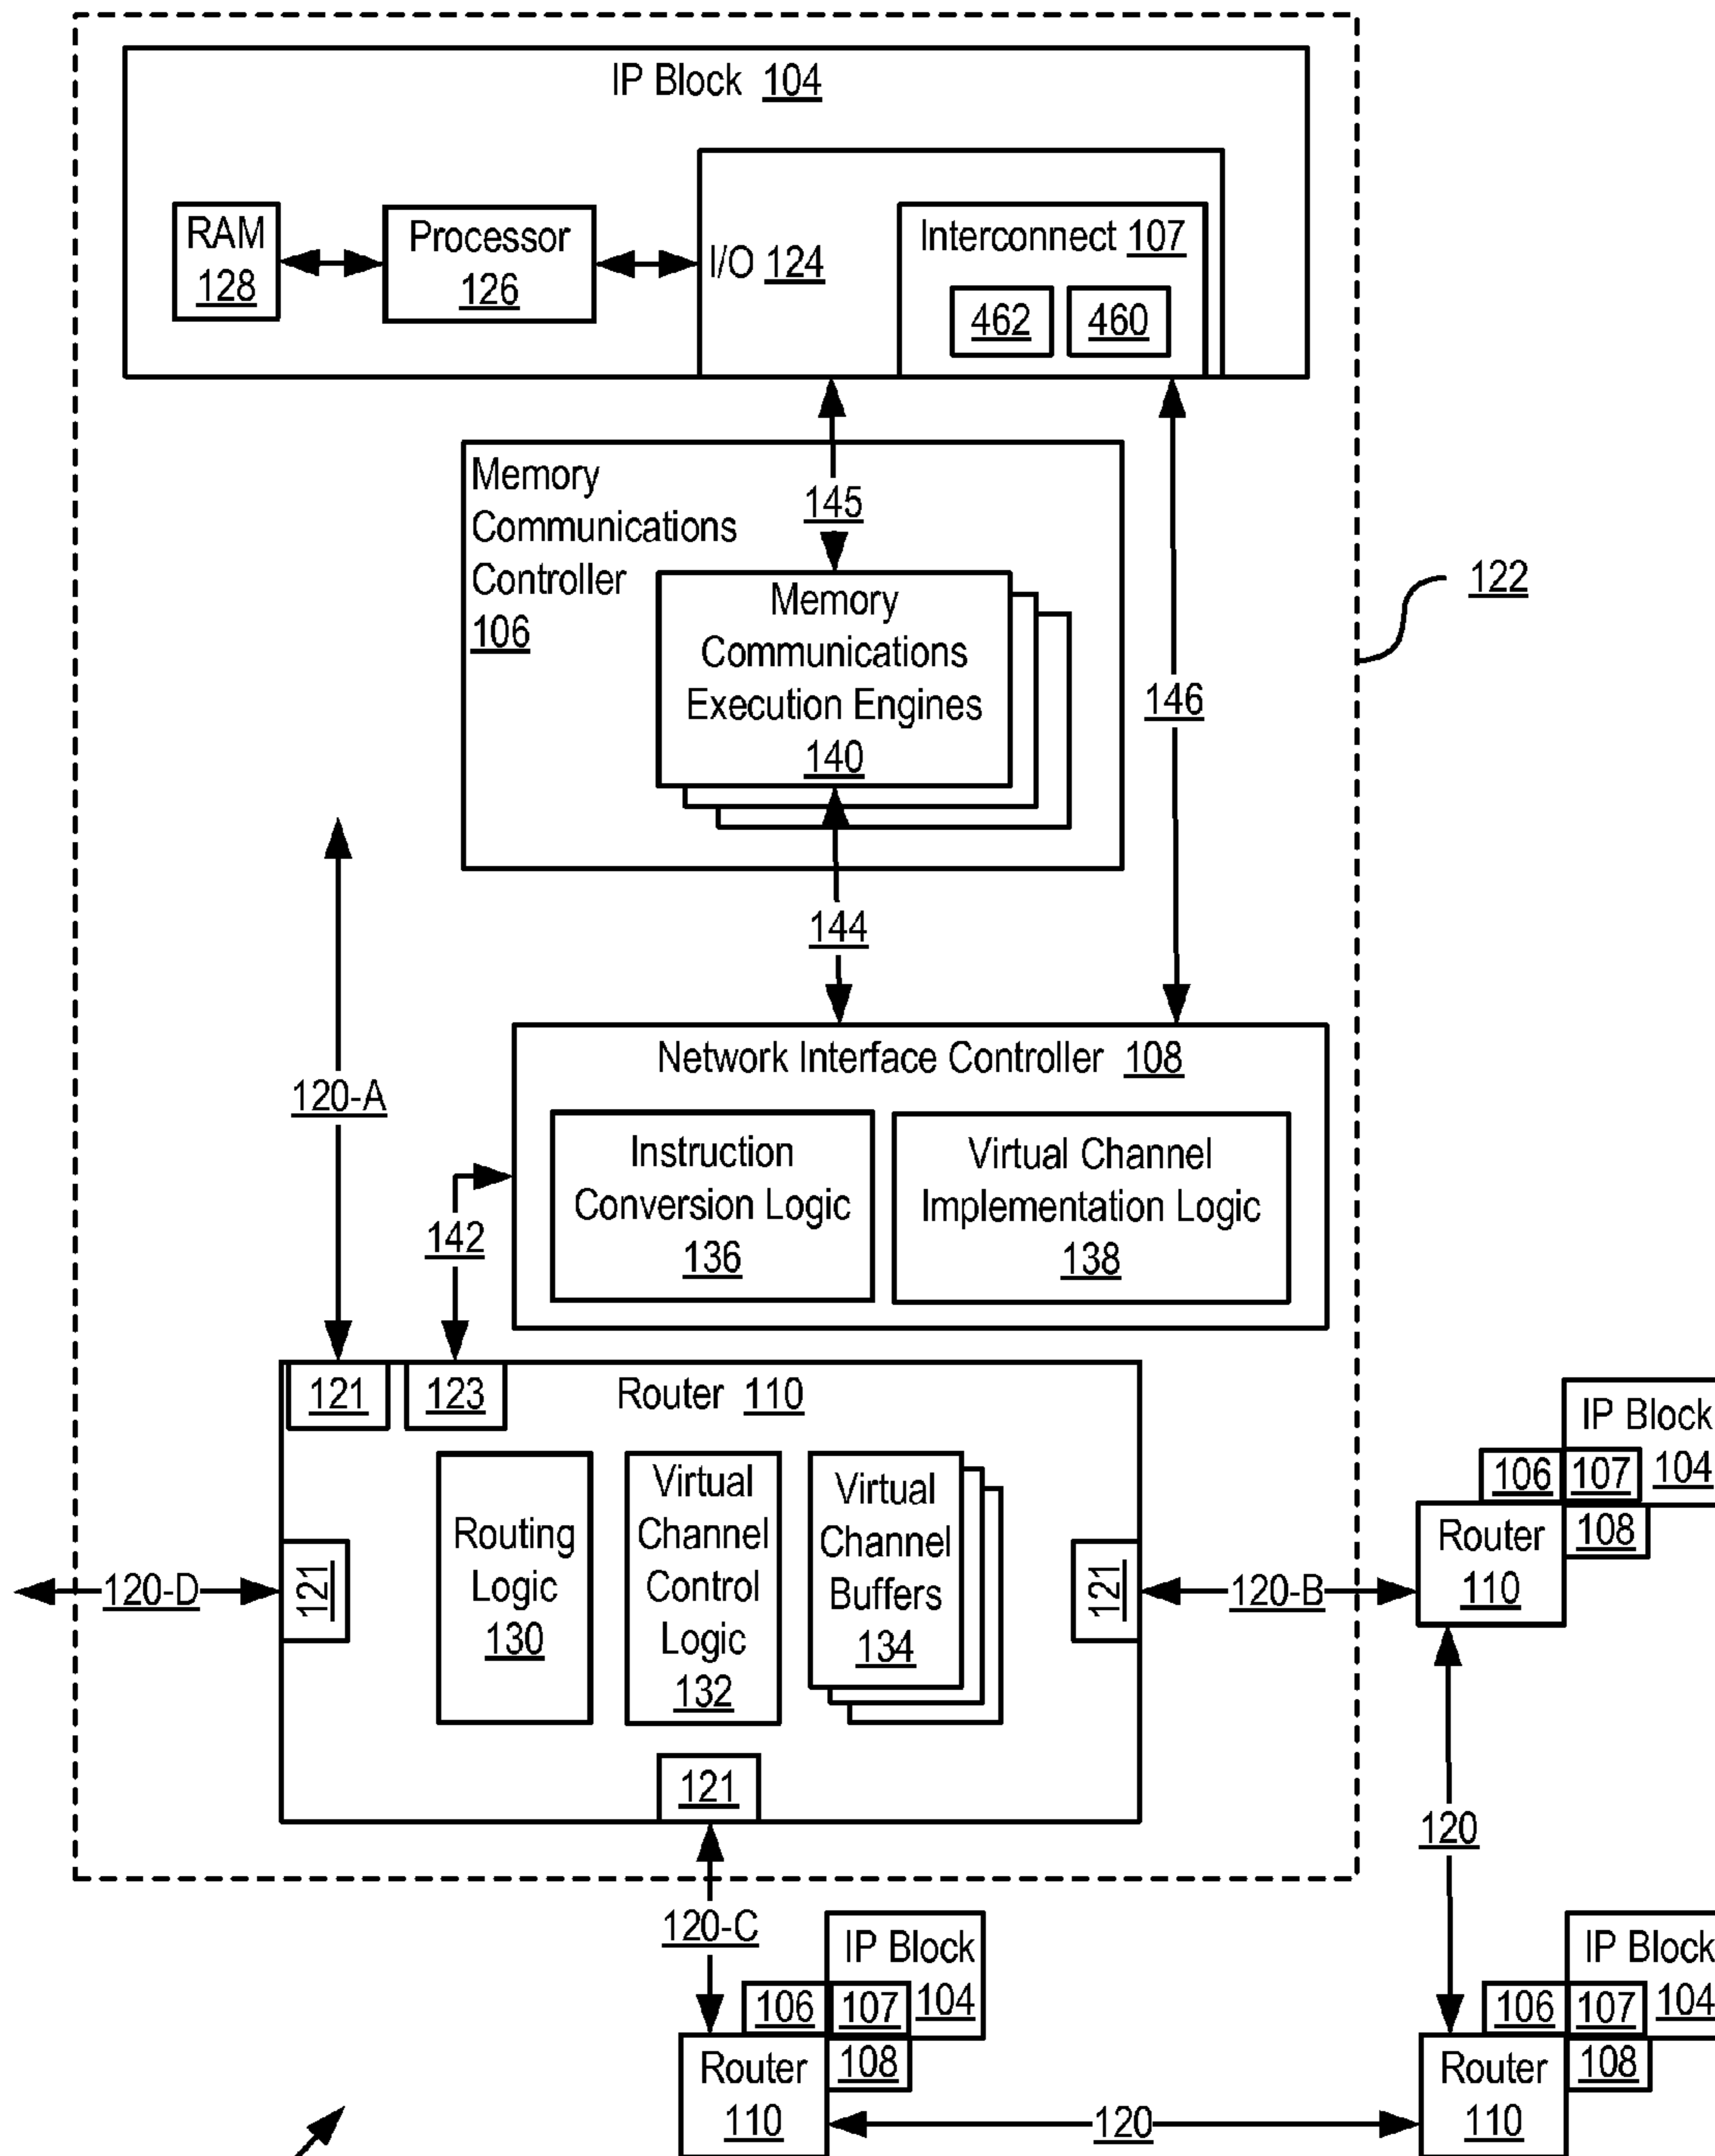 IP Block 104
RAM
128
Processor
126
I/O 124
Interconnect 107
462
460
145
Memory
Communications
Controller
106
Memory
Communications
Execution Engines
140
122
146
144
120-A
Network Interface Controller 108
Instruction
Conversion Logic
136
Virtual Channel
Implementation Logic
138
142
121
123
Router 110
Routing
Logic
130
Virtual
Channel
Control
Logic
132
Virtual
Channel
Buffers
134
121
121
121
120-D
120-B
IP Block
104
106
107
108
Router
110
120
120-C
IP Block
104
106
107
108
Router
110
120
IP Block
104
106
107
108
Router
110